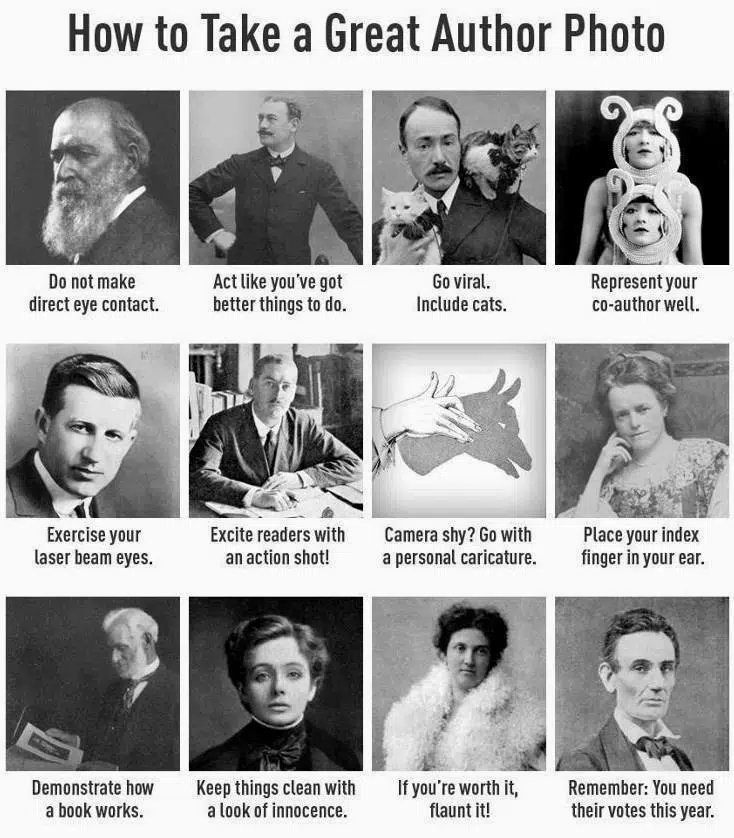 How to Take a Great Author Photo
Do not make
direct eye contact.
Act like you've got
better things to do.
Go viral.
Include cats.
Represent your
co-author well.
Exercise your
laser beam eyes.
Excite readers with
an action shot!
Camera shy? Go with
a personal caricature.
Place your index
finger in your ear.
Demonstrate how
a book works.
Keep things clean with
a look of innocence.
If you're worth it,
flaunt it!
Remember: You need
their votes this year.